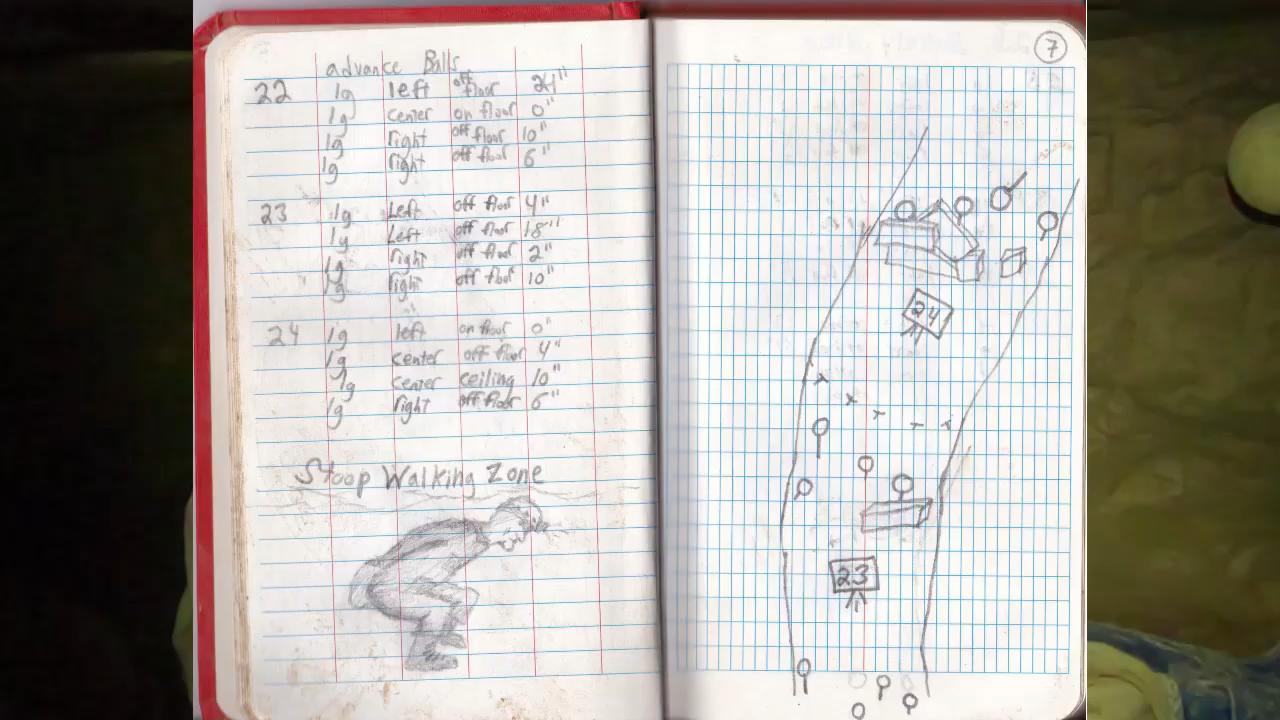 advance Balls
22 1g left off floor 24"
1g center on floor 0"
1g right off floor 10"
1g right off floor 6"
23 1g Left off floor 4"
1g Left off floor 18"
1g right off floor 2"
1g right off floor 10"
24 1g left on floor 0"
1g center off floor 4"
1g center ceiling 10"
1g right off floor 6"
Stoop Walking Zone
7
24
23